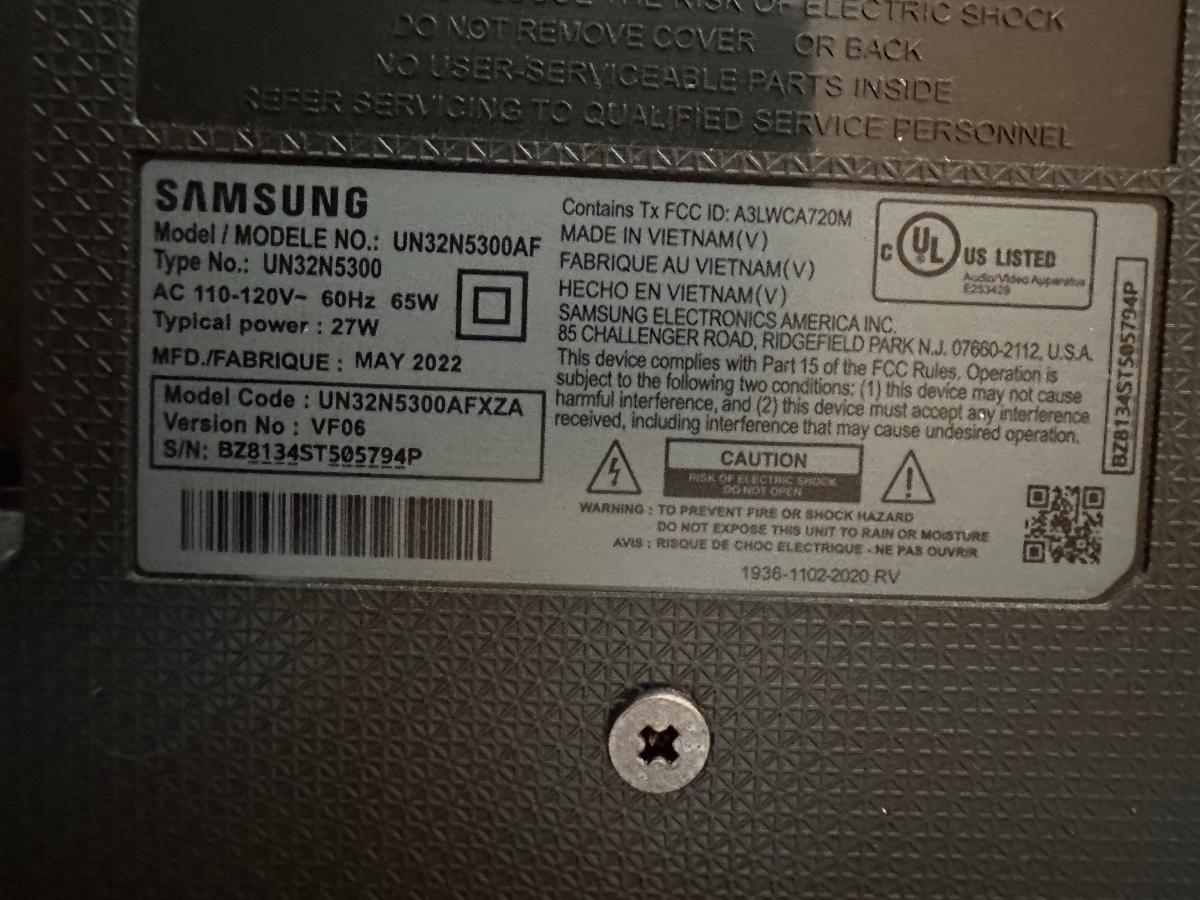 REDUCE THE RISK OF ELECTRIC SHOCK
DO NOT REMOVE COVER OR BACK
NO USER-SERVICEABLE PARTS INSIDE
REFER SERVICING TO QUALIFIED SERVICE PERSONNEL
SAMSUNG
Model / MODELE NO.: UN32N5300AF
Type No.: UN32N5300
AC 110-120V~ 60Hz 65W
Typical power : 27W
MFD./FABRIQUE : MAY 2022
Model Code : UN32N5300AFXZA
Version No : VF06
S/N: BZ8134ST505794P
Contains Tx FCC ID: A3LWCA720M
MADE IN VIETNAM(V)
FABRIQUE AU VIETNAM(V)
HECHO EN VIETNAM(V)
SAMSUNG ELECTRONICS AMERICA INC.
85 CHALLENGER ROAD, RIDGEFIELD PARK N.J. 07660-2112, U.S.A.
This device complies with Part 15 of the FCC Rules. Operation is
subject to the following two conditions: (1) this device may not cause
harmful interference, and (2) this device must accept any interference
received, including interference that may cause undesired operation.
C UL US LISTED
Audio/Video Apparatus
E253429
BZ8134ST505794P
CAUTION
RISK OF ELECTRIC SHOCK
DO NOT OPEN
WARNING : TO PREVENT FIRE OR SHOCK HAZARD
DO NOT EXPOSE THIS UNIT TO RAIN OR MOISTURE
AVIS : RISQUE DE CHOC ELECTRIQUE - NE PAS OUVRIR
1936-1102-2020 RV